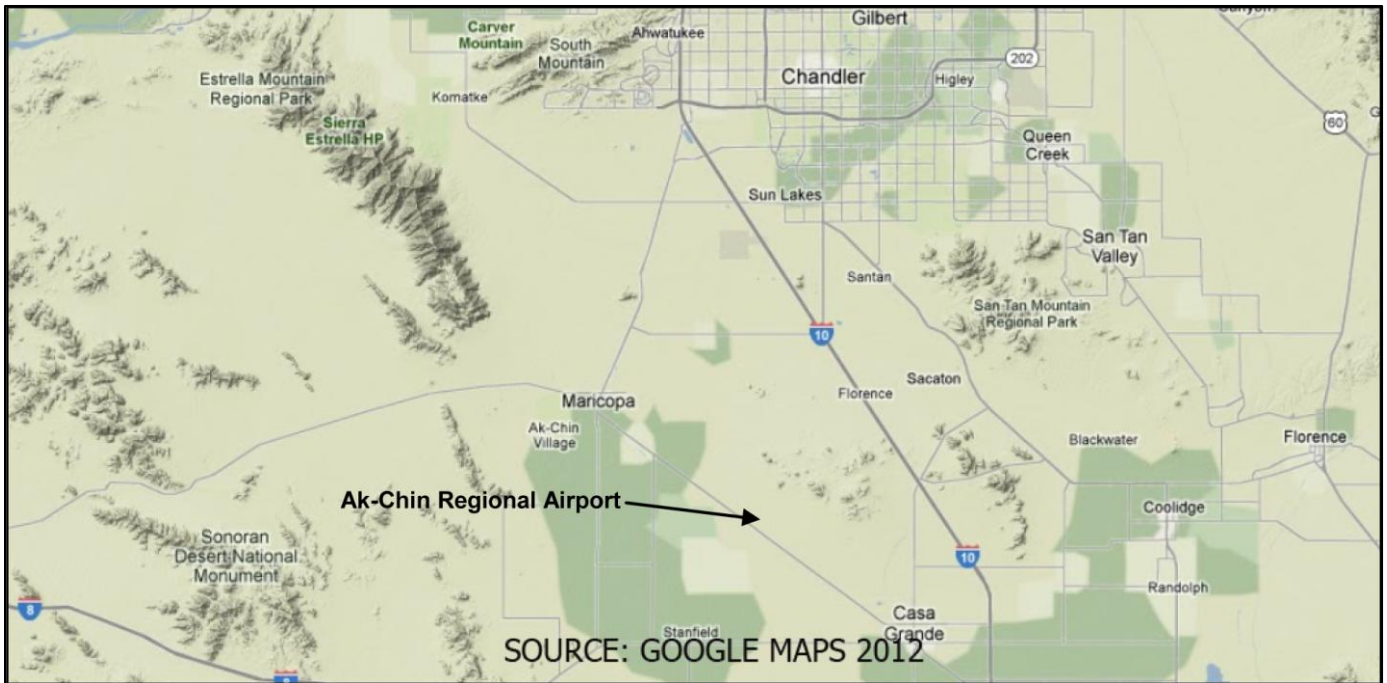 Gilbert
Carver
Mountain
South
Mountain
Ahwatukee
202
Estrella Mountain
Regional Park
Chandler
Higley
Komatke
60
Sierra
Estrella HP
Queen
Creek
Sun Lakes
San Tan
Valley
Santan
San Tan Mountain
Regional Park
10
Sacaton
Florence
Maricopa
Ak-Chin
Village
Blackwater
Florence
Ak-Chin Regional Airport
Coolidge
Sonoran
Desert National
Monument
10
Randolph
8
Casa
Grande
Stanfield
SOURCE: GOOGLE MAPS 2012
8